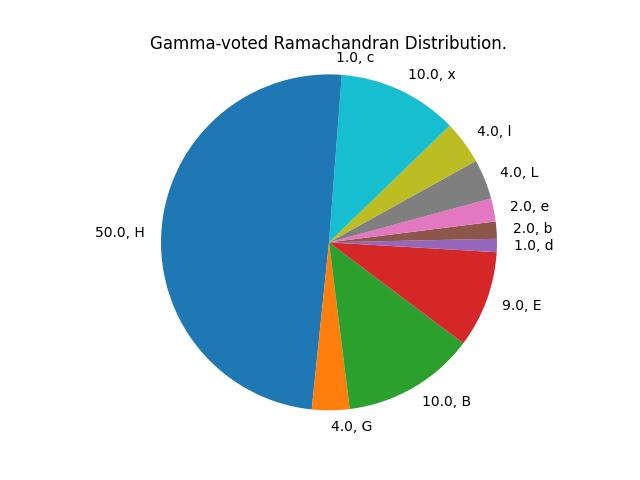 Gamma-voted Ramachandran Distribution.
1.0, c
10.0, x
4.0, l
4.0, L
2.0, e
2.0, b
1.0, d
50.0, H
9.0, E
10.0, B
4.0, G